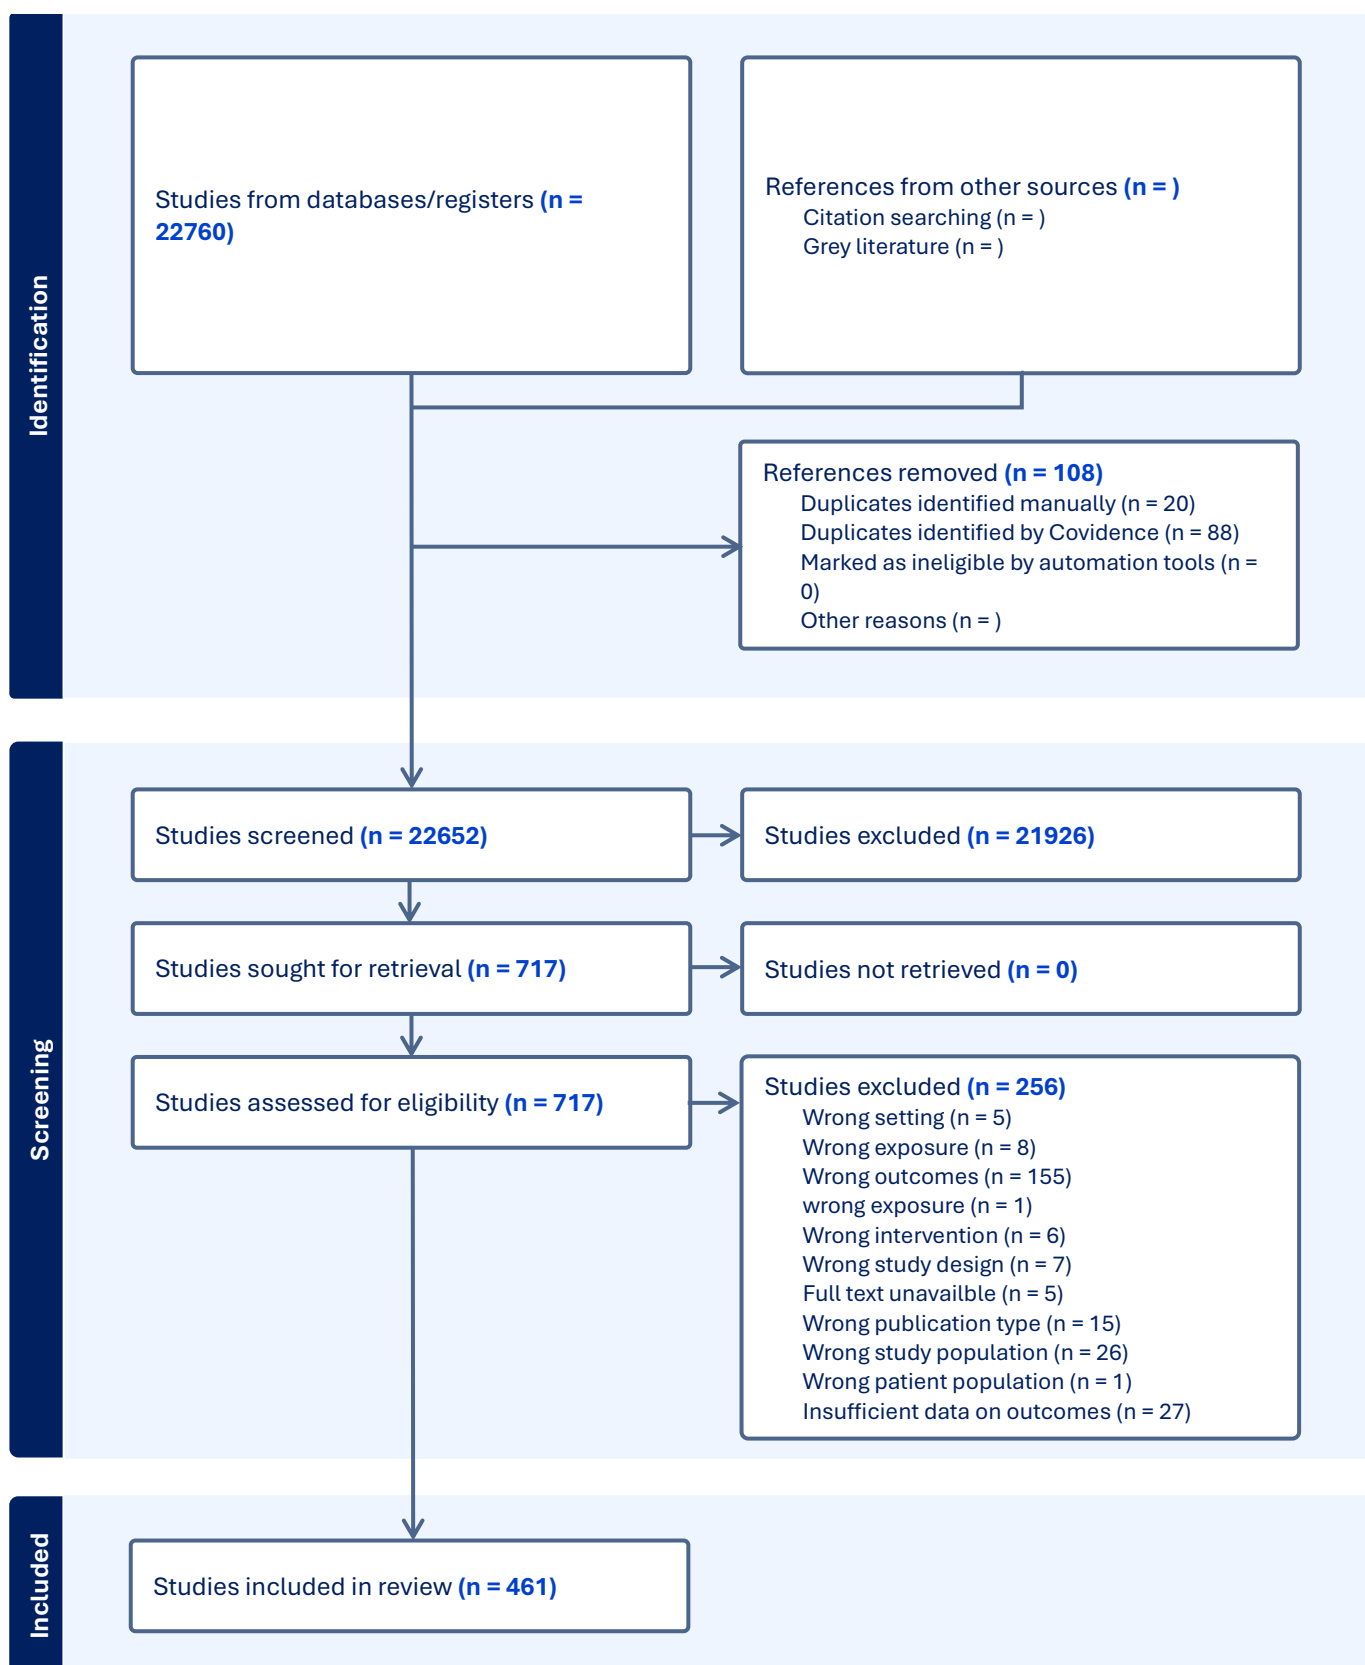 Identification
Studies from databases/registers (n =
22760)
References from other sources (n = )
Citation searching (n = )
Grey literature (n = )
References removed (n = 108)
Duplicates identified manually (n = 20)
Duplicates identified by Covidence (n = 88)
Marked as ineligible by automation tools (n =
0)
Other reasons (n = )
Screening
Studies screened (n = 22652)
Studies excluded (n = 21926)
Studies sought for retrieval (n = 717)
Studies not retrieved (n = 0)
Studies assessed for eligibility (n = 717)
Studies excluded (n = 256)
Wrong setting (n = 5)
Wrong exposure (n = 8)
Wrong outcomes (n = 155)
wrong exposure (n = 1)
Wrong intervention (n = 6)
Wrong study design (n = 7)
Full text unavailble (n = 5)
Wrong publication type (n = 15)
Wrong study population (n = 26)
Wrong patient population (n = 1)
Insufficient data on outcomes (n = 27)
Included
Studies included in review (n = 461)